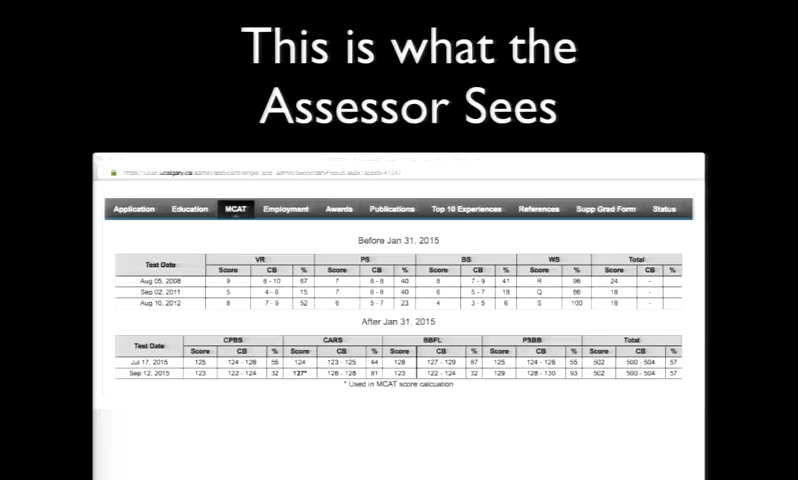 This is what the
Assessor Sees
Application Education MCAT Employment Awards Publications Top 10 Experiences References Supp Grad Form Status
Before Jan 31, 2015
Test Date VR PS BS WS Total
Score CB % Score CB % Score CB % Score % Score CB %
Aug 05, 2008 9 8 - 10 67 7 6 - 8 40 8 7 - 9 41 R 96 24 -
Sep 02, 2011 5 4 - 6 15 7 6 - 8 40 6 5 - 7 18 Q 86 18 -
Aug 10, 2012 8 7 - 9 52 6 5 - 7 23 4 3 - 5 6 S 100 18 -
After Jan 31, 2015
Test Date CPBS CARS BBFL PSBB Total
Score CB % Score CB % Score CB % Score CB % Score CB %
Jul 17, 2015 125 124 - 126 55 124 123 - 125 44 128 127 - 129 87 125 124 - 126 55 502 500 - 504 57
Sep 12, 2015 123 122 - 124 32 127* 126 - 128 81 123 122 - 124 32 129 128 - 130 93 502 500 - 504 57
* Used in MCAT score calcuation